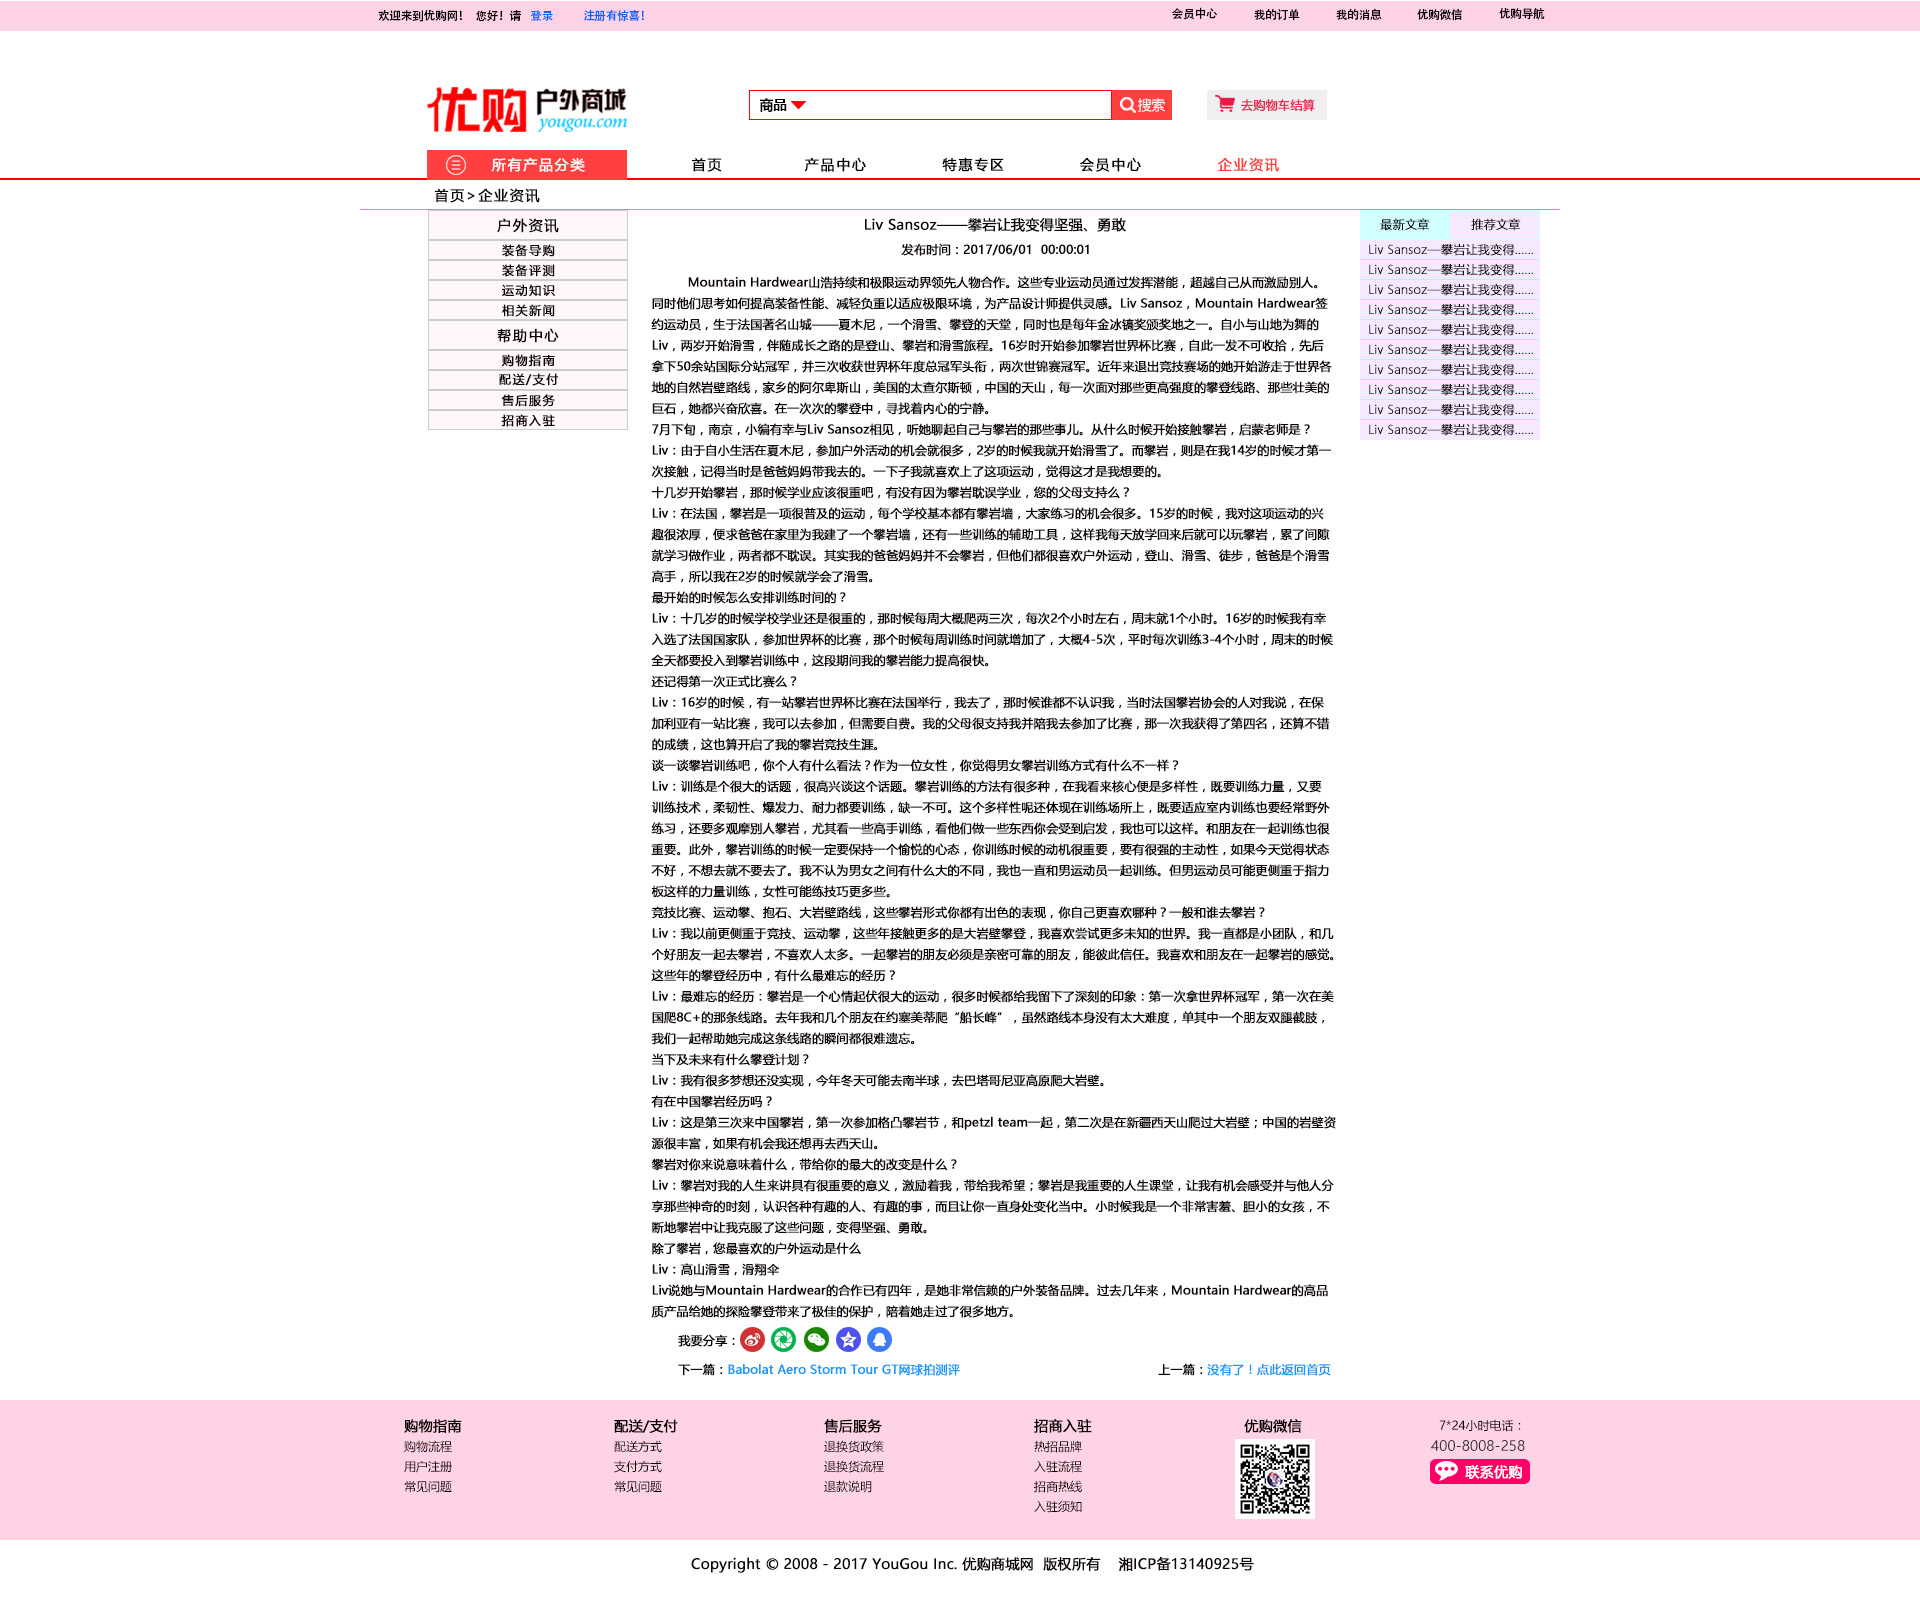 欢迎来到优购网！ 您好！请 登录 注册有惊喜！ 会员中心 我的订单 我的消息 优购微信 优购导航
优购 户外商城 yougou.com
商品 搜索 去购物车结算
所有产品分类 首页 产品中心 特惠专区 会员中心 企业资讯
首页>企业资讯
户外资讯
装备导购
装备评测
运动知识
相关新闻
帮助中心
购物指南
配送/支付
售后服务
招商入驻
Liv Sansoz——攀岩让我变得坚强、勇敢
发布时间：2017/06/01 00:00:01
Mountain Hardwear山浩持续和极限运动界领先人物合作。这些专业运动员通过发挥潜能，超越自己从而激励别人。
同时他们思考如何提高装备性能、减轻负重以适应极限环境，为产品设计师提供灵感。Liv Sansoz，Mountain Hardwear签
约运动员，生于法国著名山城——夏木尼，一个滑雪、攀登的天堂，同时也是每年金冰镐奖颁奖地之一。自小与山地为舞的
Liv，两岁开始滑雪，伴随成长之路的是登山、攀岩和滑雪旅程。16岁时开始参加攀岩世界杯比赛，自此一发不可收拾，先后
拿下50余站国际分站冠军，并三次收获世界杯年度总冠军头衔，两次世锦赛冠军。近年来退出竞技赛场的她开始游走于世界各
地的自然岩壁路线，家乡的阿尔卑斯山，美国的太查尔斯顿，中国的天山，每一次面对那些更高强度的攀登线路、那些壮美的
巨石，她都兴奋欣喜。在一次次的攀登中，寻找着内心的宁静。
7月下旬，南京，小编有幸与Liv Sansoz相见，听她聊起自己与攀岩的那些事儿。从什么时候开始接触攀岩，启蒙老师是？
Liv：由于自小生活在夏木尼，参加户外活动的机会就很多，2岁的时候我就开始滑雪了。而攀岩，则是在我14岁的时候才第一
次接触，记得当时是爸爸妈妈带我去的。一下子我就喜欢上了这项运动，觉得这才是我想要的。
十几岁开始攀岩，那时候学业应该很重吧，有没有因为攀岩耽误学业，您的父母支持么？
Liv：在法国，攀岩是一项很普及的运动，每个学校基本都有攀岩墙，大家练习的机会很多。15岁的时候，我对这项运动的兴
趣很浓厚，便求爸爸在家里为我建了一个攀岩墙，还有一些训练的辅助工具，这样我每天放学回来后就可以玩攀岩，累了间隙
就学习做作业，两者都不耽误。其实我的爸爸妈妈并不会攀岩，但他们都很喜欢户外运动，登山、滑雪、徒步，爸爸是个滑雪
高手，所以我在2岁的时候就学会了滑雪。
最开始的时候怎么安排训练时间的？
Liv：十几岁的时候学校学业还是很重的，那时候每周大概爬两三次，每次2个小时左右，周末就1个小时。16岁的时候我有幸
入选了法国国家队，参加世界杯的比赛，那个时候每周训练时间就增加了，大概4-5次，平时每次训练3-4个小时，周末的时候
全天都要投入到攀岩训练中，这段期间我的攀岩能力提高很快。
还记得第一次正式比赛么？
Liv：16岁的时候，有一站攀岩世界杯比赛在法国举行，我去了，那时候谁都不认识我，当时法国攀岩协会的人对我说，在保
加利亚有一站比赛，我可以去参加，但需要自费。我的父母很支持我并陪我去参加了比赛，那一次我获得了第四名，还算不错
的成绩，这也算开启了我的攀岩竞技生涯。
谈一谈攀岩训练吧，你个人有什么看法？作为一位女性，你觉得男女攀岩训练方式有什么不一样？
Liv：训练是个很大的话题，很高兴谈这个话题。攀岩训练的方法有很多种，在我看来核心便是多样性，既要训练力量，又要
训练技术，柔韧性、爆发力、耐力都要训练，缺一不可。这个多样性呢还体现在训练场所上，既要适应室内训练也要经常野外
练习，还要多观摩别人攀岩，尤其看一些高手训练，看他们做一些东西你会受到启发，我也可以这样。和朋友在一起训练也很
重要。此外，攀岩训练的时候一定要保持一个愉悦的心态，你训练时候的动机很重要，要有很强的主动性，如果今天觉得状态
不好，不想去就不要去了。我不认为男女之间有什么大的不同，我也一直和男运动员一起训练。但男运动员可能更侧重于指力
板这样的力量训练，女性可能练技巧更多些。
竞技比赛、运动攀、抱石、大岩壁路线，这些攀岩形式你都有出色的表现，你自己更喜欢哪种？一般和谁去攀岩？
Liv：我以前更侧重于竞技、运动攀，这些年接触更多的是大岩壁攀登，我喜欢尝试更多未知的世界。我一直都是小团队，和几
个好朋友一起去攀岩，不喜欢人太多。一起攀岩的朋友必须是亲密可靠的朋友，能彼此信任。我喜欢和朋友在一起攀岩的感觉。
这些年的攀登经历中，有什么最难忘的经历？
Liv：最难忘的经历：攀岩是一个心情起伏很大的运动，很多时候都给我留下了深刻的印象：第一次拿世界杯冠军，第一次在美
国爬8C+的那条线路。去年我和几个朋友在约塞美蒂爬“船长峰”，虽然路线本身没有太大难度，单其中一个朋友双腿截肢，
我们一起帮助她完成这条线路的瞬间都很难遗忘。
当下及未来有什么攀登计划？
Liv：我有很多梦想还没实现，今年冬天可能去南半球，去巴塔哥尼亚高原爬大岩壁。
有在中国攀岩经历吗？
Liv：这是第三次来中国攀岩，第一次参加格凸攀岩节，和petzl team一起，第二次是在新疆西天山爬过大岩壁；中国的岩壁资
源很丰富，如果有机会我还想再去西天山。
攀岩对你来说意味着什么，带给你的最大的改变是什么？
Liv：攀岩对我的人生来讲具有很重要的意义，激励着我，带给我希望；攀岩是我重要的人生课堂，让我有机会感受并与他人分
享那些神奇的时刻，认识各种有趣的人、有趣的事，而且让你一直身处变化当中。小时候我是一个非常害羞、胆小的女孩，不
断地攀岩中让我克服了这些问题，变得坚强、勇敢。
除了攀岩，您最喜欢的户外运动是什么
Liv：高山滑雪，滑翔伞
Liv说她与Mountain Hardwear的合作已有四年，是她非常信赖的户外装备品牌。过去几年来，Mountain Hardwear的高品
质产品给她的探险攀登带来了极佳的保护，陪着她走过了很多地方。
我要分享：
下一篇：Babolat Aero Storm Tour GT网球拍测评 上一篇：没有了！点此返回首页
最新文章 推荐文章
Liv Sansoz—攀岩让我变得......
Liv Sansoz—攀岩让我变得......
Liv Sansoz—攀岩让我变得......
Liv Sansoz—攀岩让我变得......
Liv Sansoz—攀岩让我变得......
Liv Sansoz—攀岩让我变得......
Liv Sansoz—攀岩让我变得......
Liv Sansoz—攀岩让我变得......
Liv Sansoz—攀岩让我变得......
Liv Sansoz—攀岩让我变得......
购物指南
购物流程
用户注册
常见问题
配送/支付
配送方式
支付方式
常见问题
售后服务
退换货政策
退换货流程
退款说明
招商入驻
热招品牌
入驻流程
招商热线
入驻须知
优购微信
7*24小时电话：
400-8008-258
联系优购
Copyright © 2008 - 2017 YouGou Inc. 优购商城网 版权所有 湘ICP备13140925号